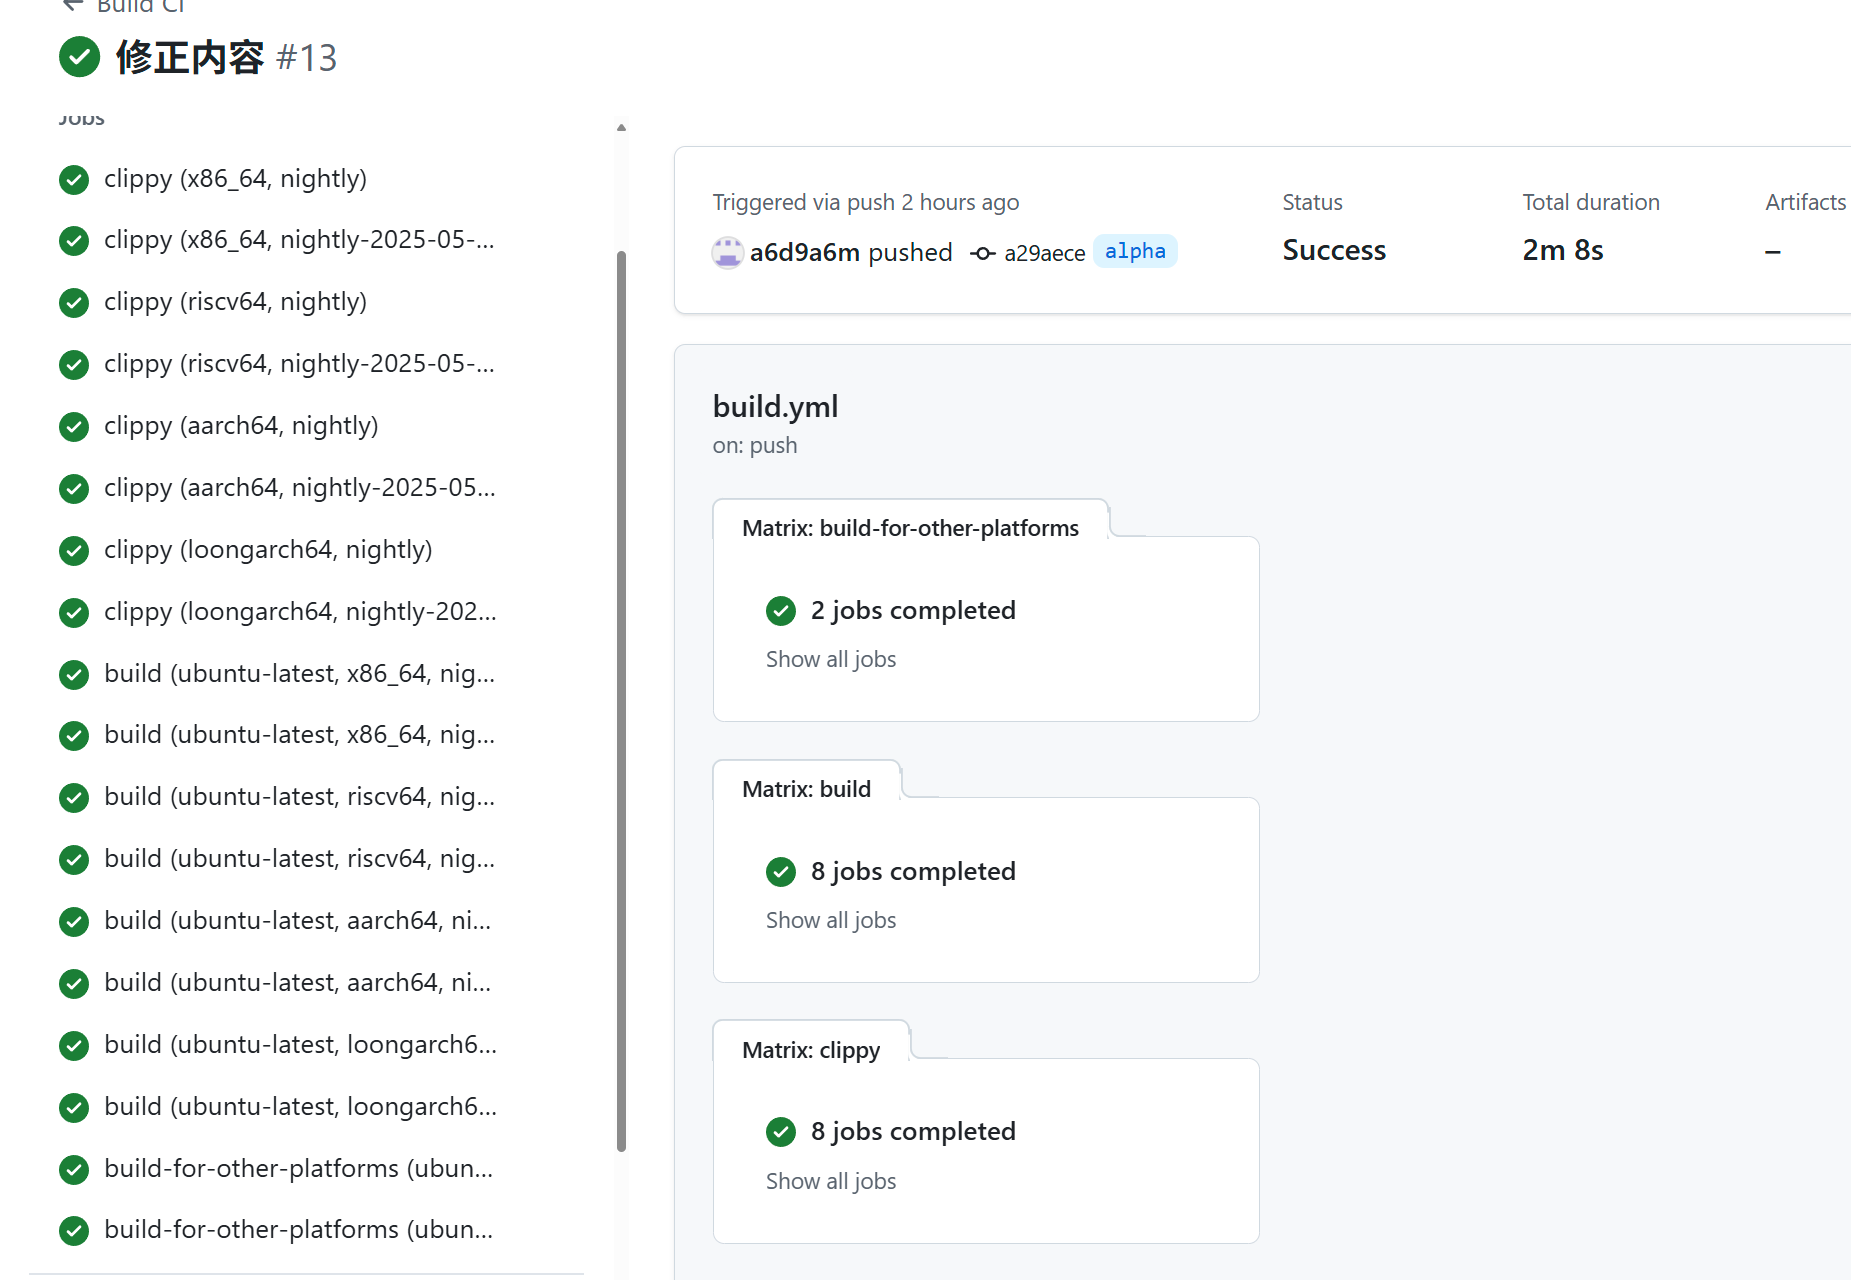 Build CI
修正内容 #13
Jobs
clippy (x86_64, nightly)
clippy (x86_64, nightly-2025-05-...
clippy (riscv64, nightly)
clippy (riscv64, nightly-2025-05-...
clippy (aarch64, nightly)
clippy (aarch64, nightly-2025-05...
clippy (loongarch64, nightly)
clippy (loongarch64, nightly-202...
build (ubuntu-latest, x86_64, nig...
build (ubuntu-latest, x86_64, nig...
build (ubuntu-latest, riscv64, nig...
build (ubuntu-latest, riscv64, nig...
build (ubuntu-latest, aarch64, ni...
build (ubuntu-latest, aarch64, ni...
build (ubuntu-latest, loongarch6...
build (ubuntu-latest, loongarch6...
build-for-other-platforms (ubun...
build-for-other-platforms (ubun...
Triggered via push 2 hours ago
a6d9a6m pushed a29aece alpha
Status
Success
Total duration
2m 8s
Artifacts
–
build.yml
on: push
Matrix: build-for-other-platforms
2 jobs completed
Show all jobs
Matrix: build
8 jobs completed
Show all jobs
Matrix: clippy
8 jobs completed
Show all jobs